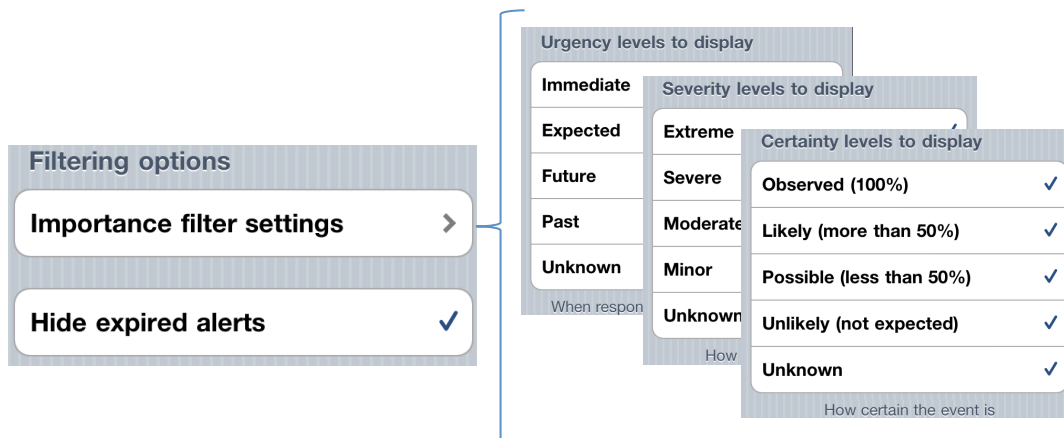 Filtering options
Importance filter settings
Hide expired alerts
Urgency levels to display
Immediate
Expected
Future
Past
Unknown
When respon
Severity levels to display
Extreme
Severe
Moderate
Minor
Unknown
How
Certainty levels to display
Observed (100%)
Likely (more than 50%)
Possible (less than 50%)
Unlikely (not expected)
Unknown
How certain the event is